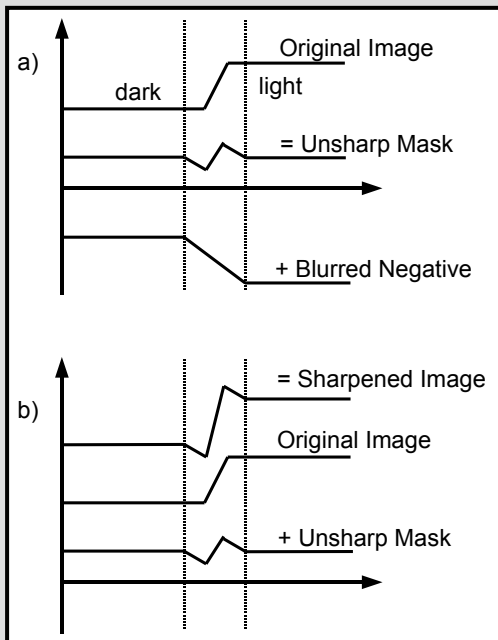 a)
Original Image
dark
light
= Unsharp Mask
+ Blurred Negative
b)
= Sharpened Image
Original Image
+ Unsharp Mask